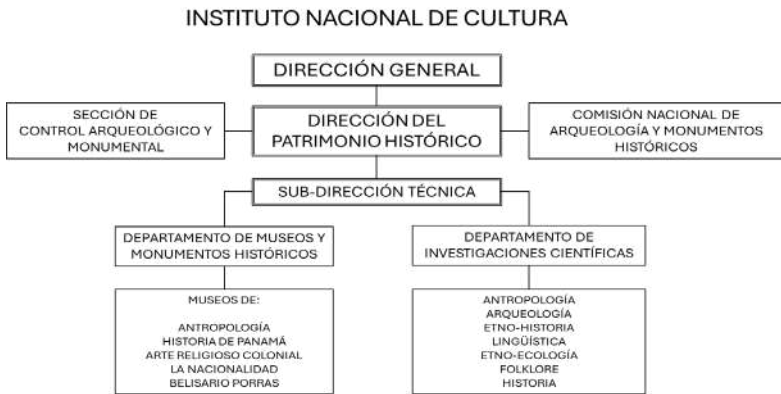 INSTITUTO NACIONAL DE CULTURA
DIRECCIÓN GENERAL
SECCIÓN DE
CONTROL ARQUEOLÓGICO Y
MONUMENTAL
DIRECCIÓN DEL
PATRIMONIO HISTÓRICO
COMISIÓN NACIONAL DE
ARQUEOLOGÍA Y MONUMENTOS
HISTÓRICOS
SUB-DIRECCIÓN TÉCNICA
DEPARTAMENTO DE MUSEOS Y
MONUMENTOS HISTÓRICOS
DEPARTAMENTO DE
INVESTIGACIONES CIENTÍFICAS
MUSEOS DE:
ANTROPOLOGÍA
HISTORIA DE PANAMÁ
ARTE RELIGIOSO COLONIAL
LA NACIONALIDAD
BELISARIO PORRAS
ANTROPOLOGÍA
ARQUEOLOGÍA
ETNO-HISTORIA
LINGÜÍSTICA
ETNO-ECOLOGÍA
FOLKLORE
HISTORIA